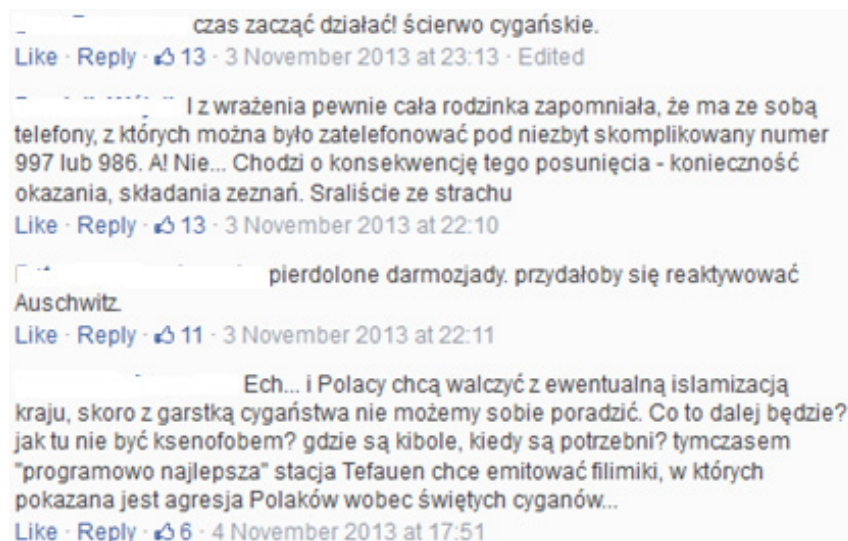 czas zacząć działać! ścierwo cygańskie.
Like · Reply · 13 · 3 November 2013 at 23:13 · Edited
I z wrażenia pewnie cała rodzinka zapomniała, że ma ze sobą
telefony, z których można było zatelefonować pod niezbyt skomplikowany numer
997 lub 986. A! Nie... Chodzi o konsekwencję tego posunięcia - konieczność
okazania, składania zeznań. Sraliście ze strachu
Like · Reply · 13 · 3 November 2013 at 22:10
pierdolone darmozjady. przydałoby się reaktywować
Auschwitz.
Like · Reply · 11 · 3 November 2013 at 22:11
Ech... i Polacy chcą walczyć z ewentualną islamizacją
kraju, skoro z garstką cygaństwa nie możemy sobie poradzić. Co to dalej będzie?
jak tu nie być ksenofobem? gdzie są kibole, kiedy są potrzebni? tymczasem
"programowo najlepsza" stacja Tefauen chce emitować filimiki, w których
pokazana jest agresja Polaków wobec świętych cyganów...
Like · Reply · 6 · 4 November 2013 at 17:51